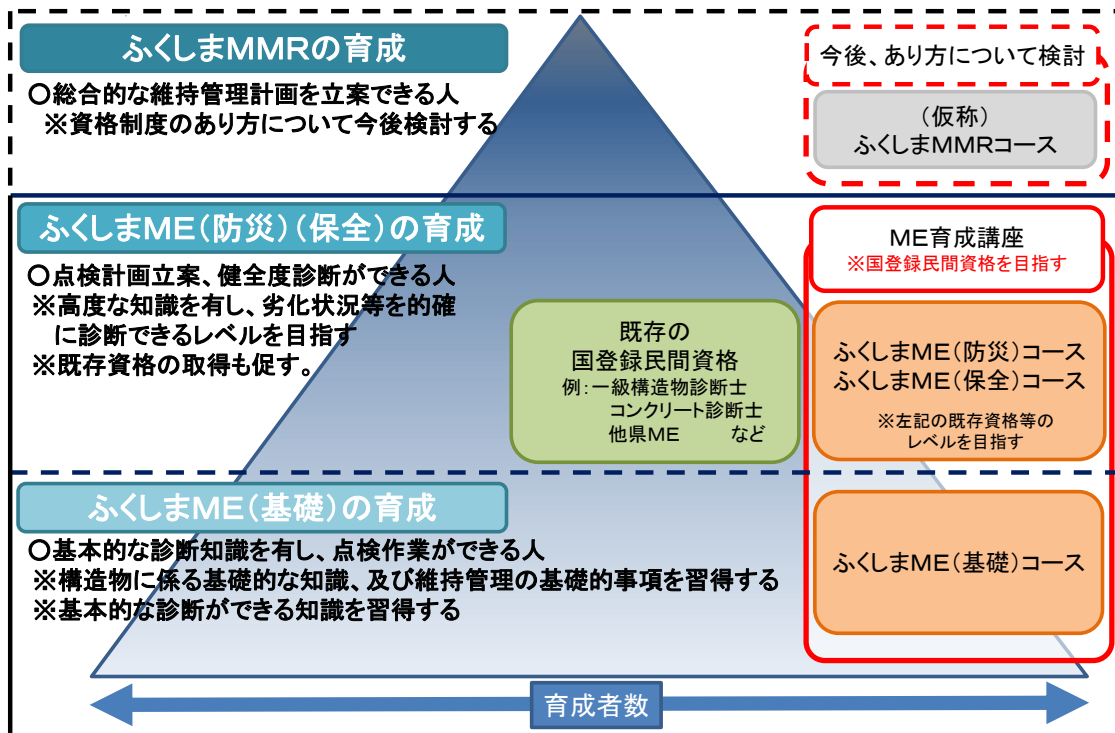 ふくしまMMRの育成
○総合的な維持管理計画を立案できる人
※資格制度のあり方について今後検討する
今後、あり方について検討
(仮称)
ふくしまMMRコース
ふくしまME(防災)(保全)の育成
○点検計画立案、健全度診断ができる人
※高度な知識を有し、劣化状況等を的確
に診断できるレベルを目指す
※既存資格の取得も促す。
既存の
国登録民間資格
例:一級構造物診断士
コンクリート診断士
他県ME など
ME育成講座
※国登録民間資格を目指す
ふくしまME(防災)コース
ふくしまME(保全)コース
※左記の既存資格等の
レベルを目指す
ふくしまME(基礎)の育成
○基本的な診断知識を有し、点検作業ができる人
※構造物に係る基礎的な知識、及び維持管理の基礎的事項を習得する
※基本的な診断ができる知識を習得する
ふくしまME(基礎)コース
育成者数